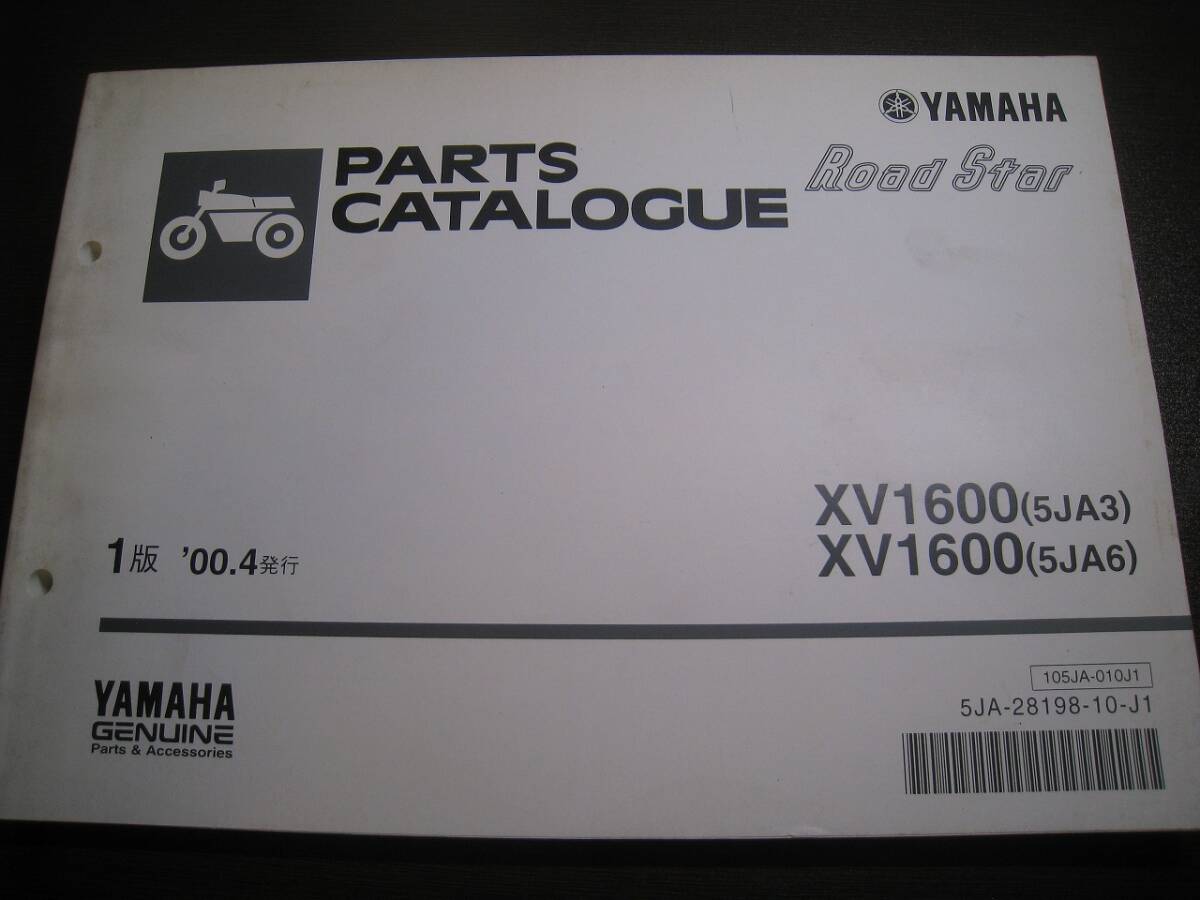 YAMAHA
Road Star
PARTS
CATALOGUE
XV1600(5JA3)
XV1600(5JA6)
1版 '00.4発行
YAMAHA
GENUINE
Parts & Accessories
105JA-010J1
5JA-28198-10-J1